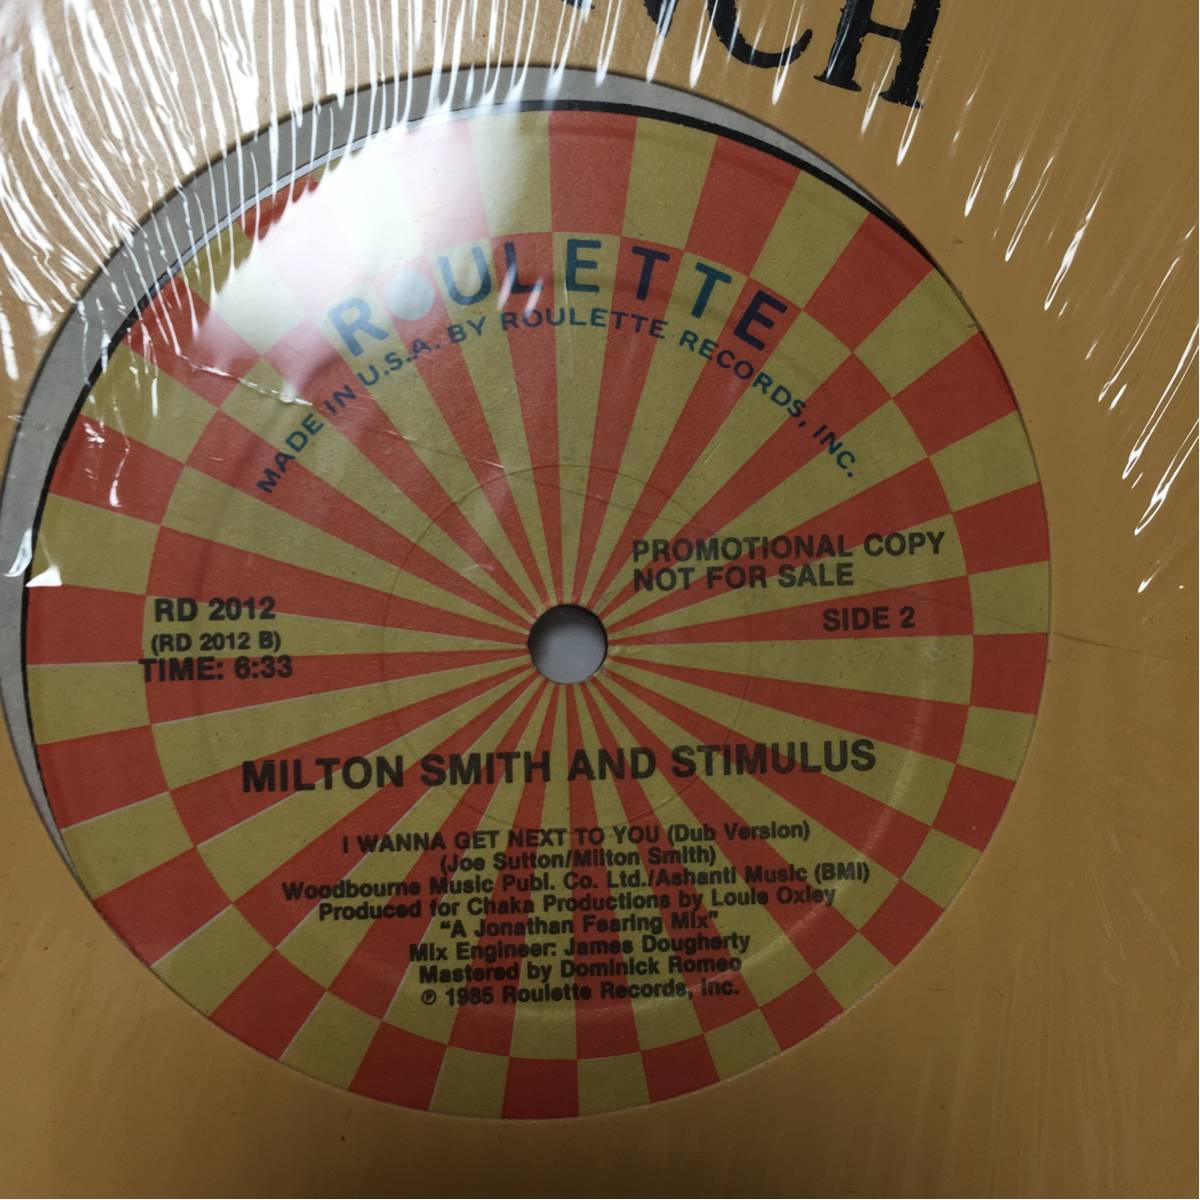 ROULETTE
MADE IN U.S.A. BY ROULETTE RECORDS, INC.
PROMOTIONAL COPY
NOT FOR SALE
SIDE 2
RD 2012
(RD 2012 B)
TIME: 6:33
MILTON SMITH AND STIMULUS
I WANNA GET NEXT TO YOU (Dub Version)
(Joe Sutton/Milton Smith)
Woodbourne Music Publ. Co. Ltd./Ashanti Music (BMI)
Produced for Chaka Productions by Louie Oxley
"A Jonathan Fearing Mix"
Mix Engineer: James Dougherty
Mastered by Dominick Romeo
℗ 1985 Roulette Records, Inc.